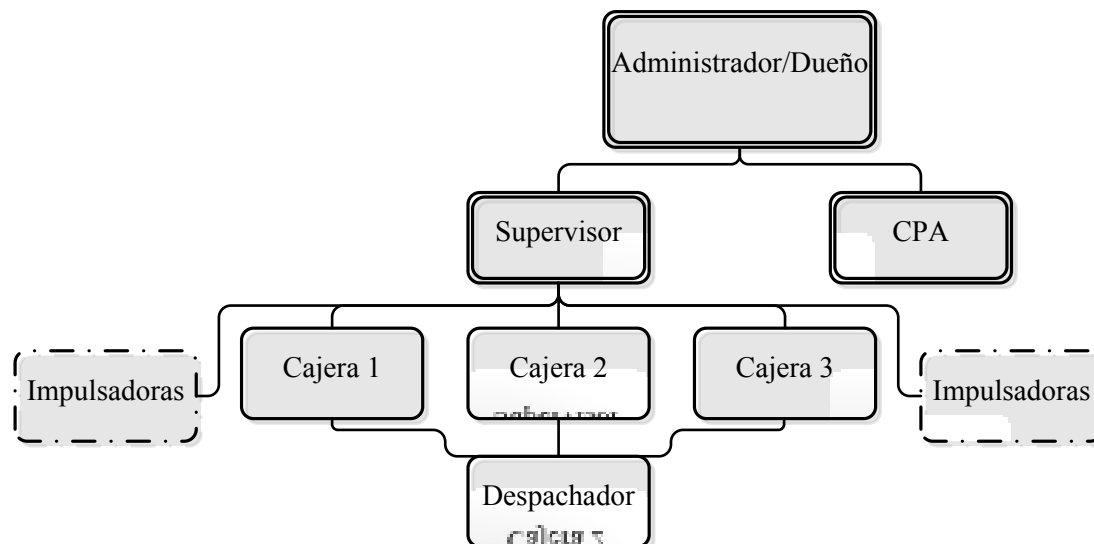 Administrador/Dueño
Supervisor
CPA
Impulsadoras
Cajera 1
Cajera 2
Cajera 3
Impulsadoras
Despachador